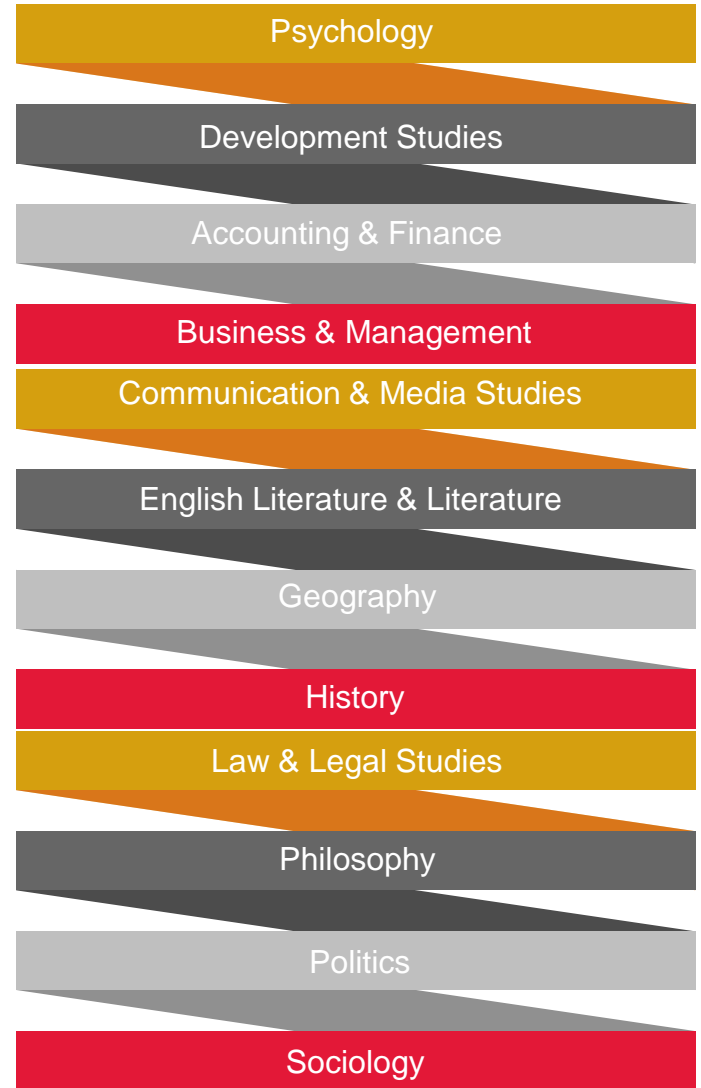 Psychology
Development Studies
Accounting & Finance
Business & Management
Communication & Media Studies
English Literature & Literature
Geography
History
Law & Legal Studies
Philosophy
Politics
Sociology